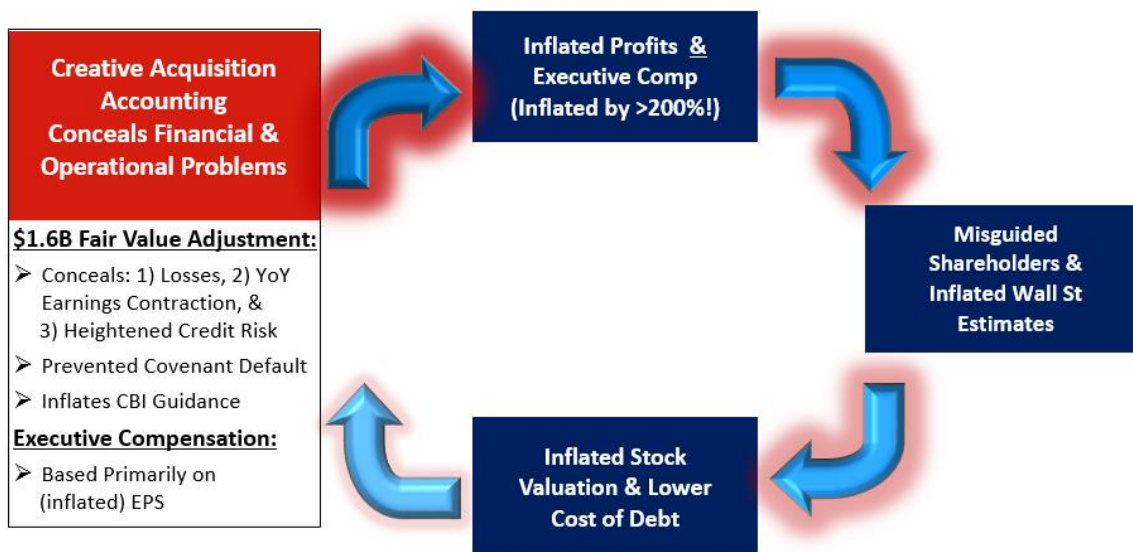 Creative Acquisition
Accounting
Conceals Financial &
Operational Problems
$1.6B Fair Value Adjustment:
➢ Conceals: 1) Losses, 2) YoY
Earnings Contraction, &
3) Heightened Credit Risk
➢ Prevented Covenant Default
➢ Inflates CBI Guidance
Executive Compensation:
➢ Based Primarily on
(inflated) EPS
Inflated Profits &
Executive Comp
(Inflated by >200%!)
Misguided
Shareholders &
Inflated Wall St
Estimates
Inflated Stock
Valuation & Lower
Cost of Debt